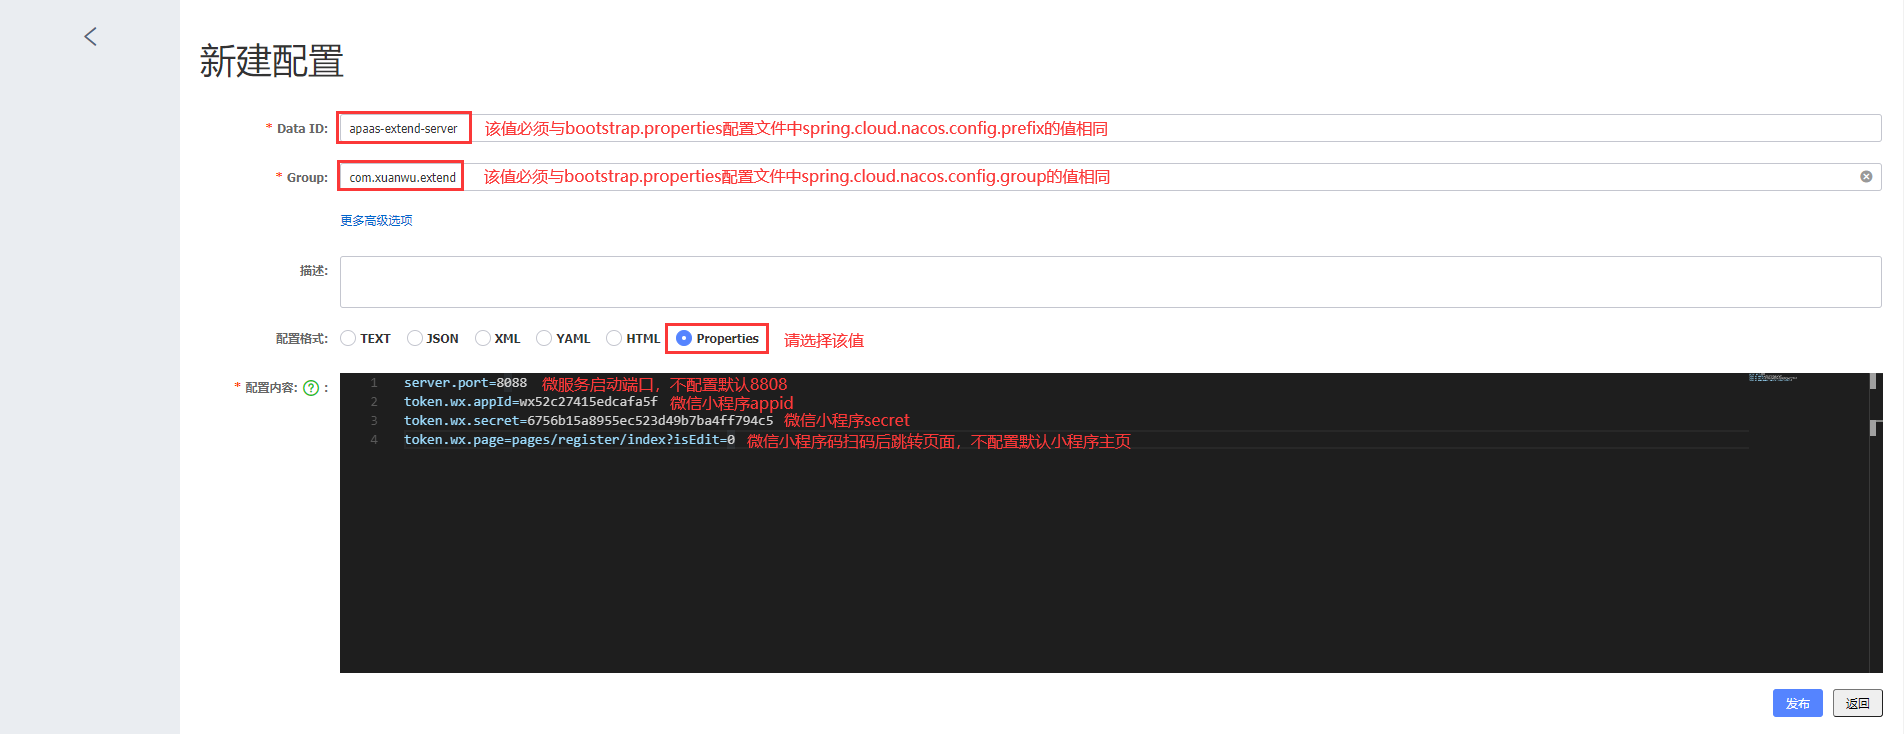 新建配置
* Data ID: apaas-extend-server 该值必须与bootstrap.properties配置文件中spring.cloud.nacos.config.prefix的值相同
* Group: com.xuanwu.extend 该值必须与bootstrap.properties配置文件中spring.cloud.nacos.config.group的值相同
更多高级选项
描述:
配置格式: TEXT JSON XML YAML HTML Properties 请选择该值
* 配置内容: ? :
1 server.port=8088 微服务启动端口，不配置默认8808
2 token.wx.appId=wx52c27415edcafa5f 微信小程序appid
3 token.wx.secret=6756b15a8955ec523d49b7ba4ff794c5 微信小程序secret
4 token.wx.page=pages/register/index?isEdit=0 微信小程序码扫码后跳转页面，不配置默认小程序主页
发布 返回